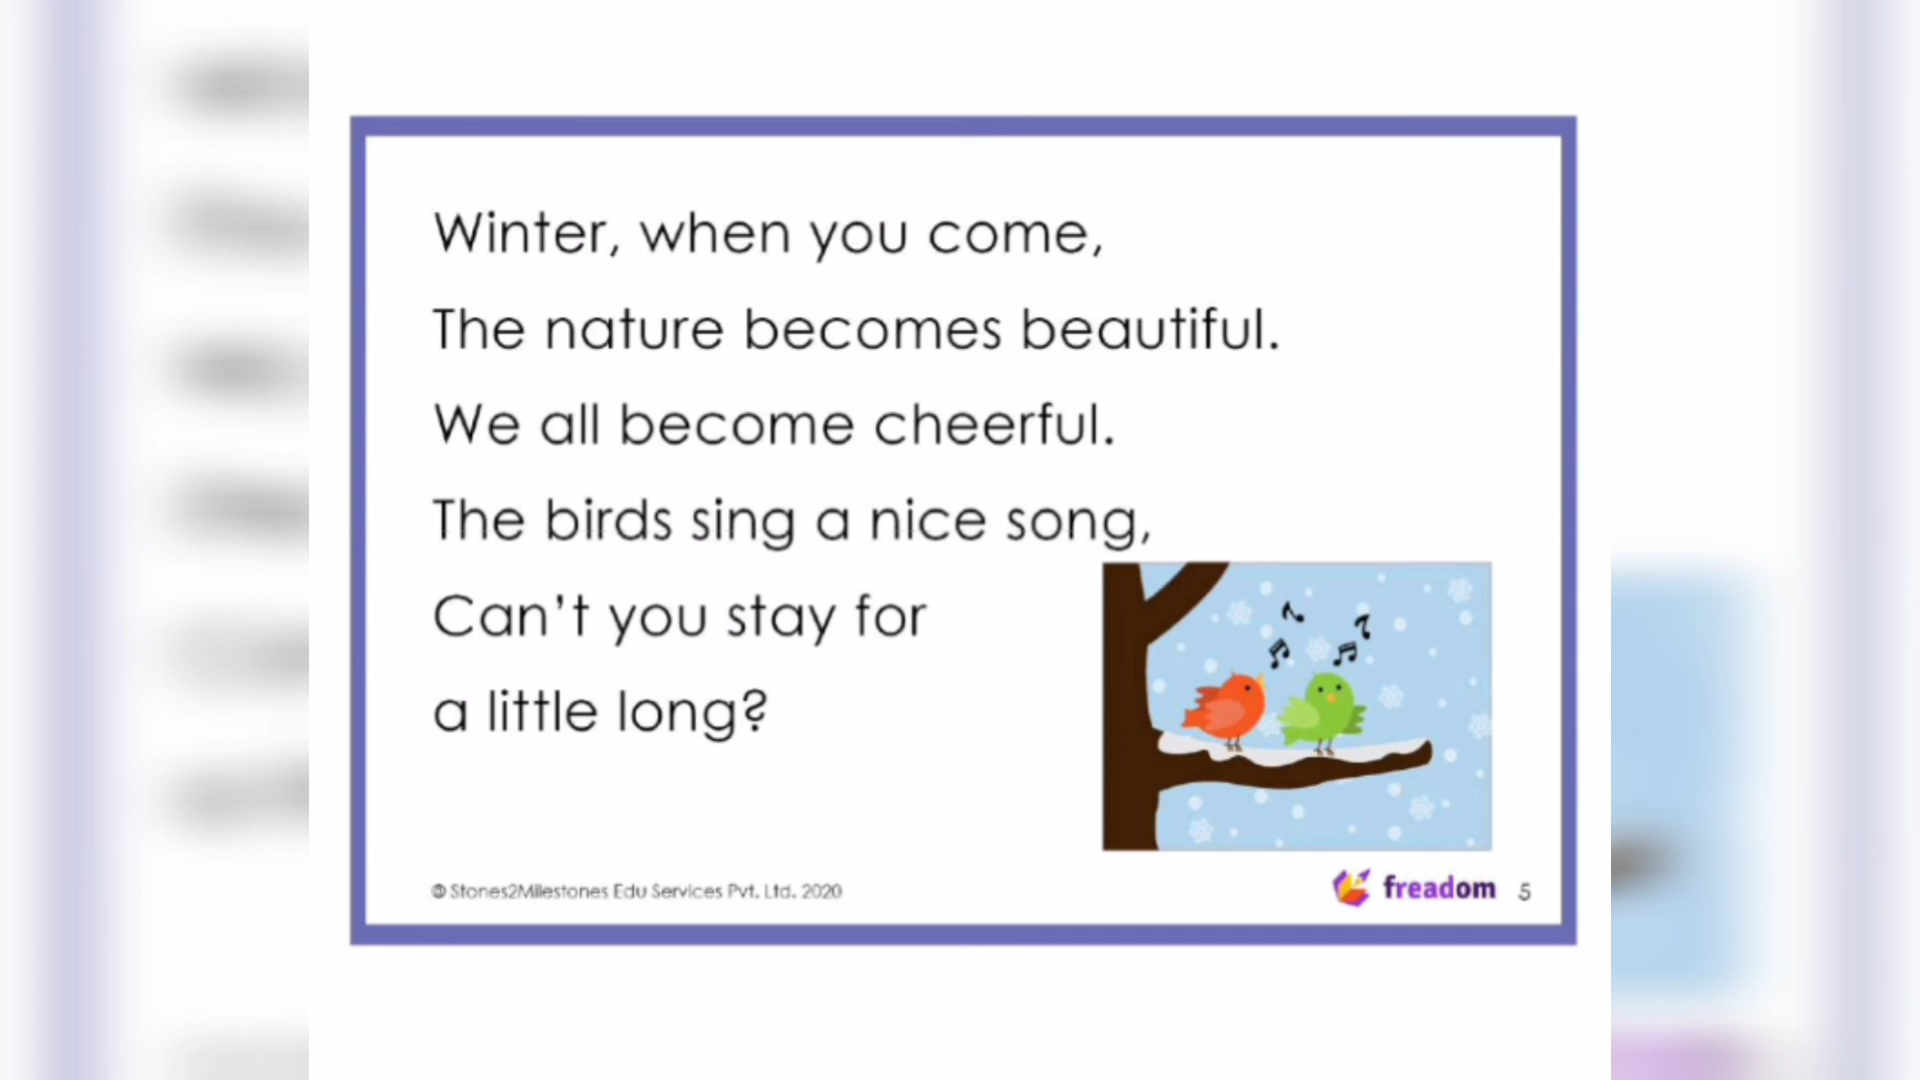 Winter, when you come,
The nature becomes beautiful.
We all become cheerful.
The birds sing a nice song,
Can't you stay for
a little long?
© Stones2Milestones Edu Services Pvt. Ltd. 2020
freadom 5